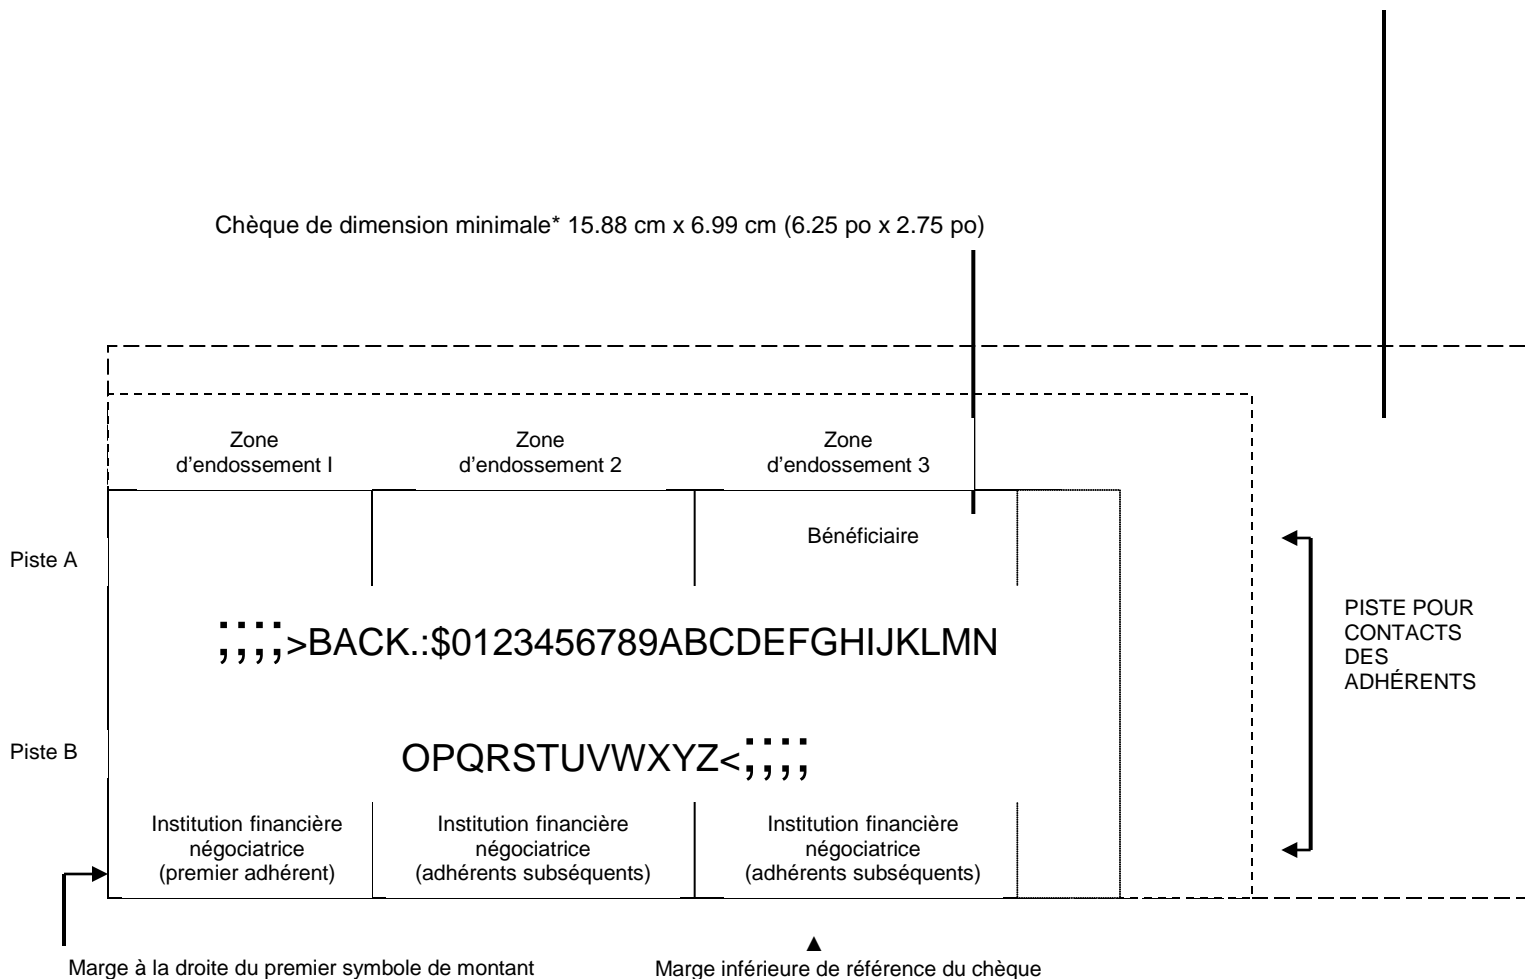 Chèque de dimension minimale* 15.88 cm x 6.99 cm (6.25 po x 2.75 po)
Zone
d'endossement I
Zone
d'endossement 2
Zone
d'endossement 3
Bénéficiaire
Piste A
;;;;>BACK.:$0123456789ABCDEFGHIJKLMN
PISTE POUR
CONTACTS
DES
ADHÉRENTS
Piste B
OPQRSTUVWXYZ<;;;;
Institution financière
négociatrice
(premier adhérent)
Institution financière
négociatrice
(adhérents subséquents)
Institution financière
négociatrice
(adhérents subséquents)
Marge à la droite du premier symbole de montant
Marge inférieure de référence du chèque